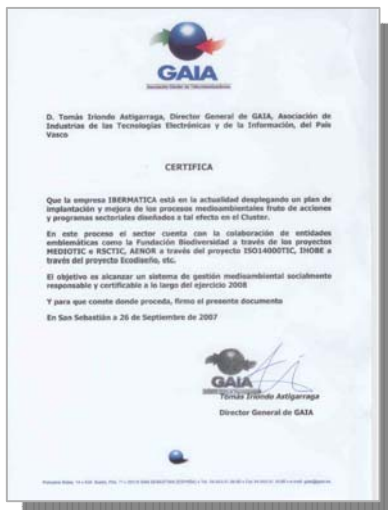 GAIA
D. Tomás Iriondo Astigarraga, Director General de GAIA, Asociación de
Industrias de las Tecnologías Electrónicas y de la Información, del País
Vasco
CERTIFICA
Que la empresa IBERMATICA está en la actualidad desplegando un plan de
implantación y mejora de los procesos medioambientales fruto de acciones
y programas sectoriales diseñados a tal efecto en el Cluster.
En este proceso el sector cuenta con la colaboración de entidades
emblemáticas como la Fundación Biodiversidad a través de los proyectos
MEDIOTIC e RSCTIC, AENOR a través del proyecto ISO14000TIC, IHOBE a
través del proyecto Ecodiseño, etc.
El objetivo es alcanzar un sistema de gestión medioambiental socialmente
responsable y certificable a lo largo del ejercicio 2008
Y para que conste donde proceda, firmo el presente documento
En San Sebastián a 26 de Septiembre de 2007
GAIA
Tomás Iriondo Astigarraga
Director General de GAIA